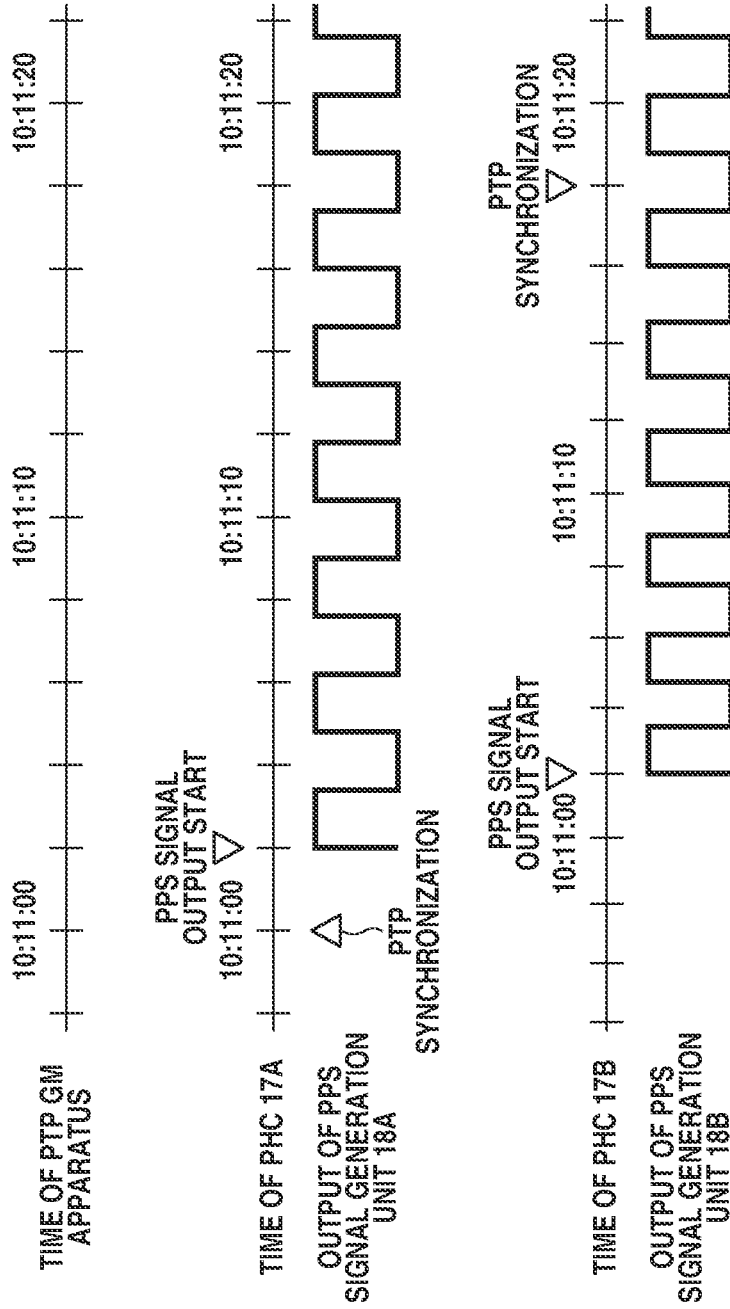 TIME OF PTP GM
APPARATUS
10:11:00
10:11:10
10:11:20
PPS SIGNAL
OUTPUT START
TIME OF PHC 17A
10:11:00
10:11:10
10:11:20
OUTPUT OF PPS
SIGNAL GENERATION
UNIT 18A
PTP
SYNCHRONIZATION
PPS SIGNAL
OUTPUT START
PTP
SYNCHRONIZATION
TIME OF PHC 17B
10:11:00
10:11:10
10:11:20
OUTPUT OF PPS
SIGNAL GENERATION
UNIT 18B